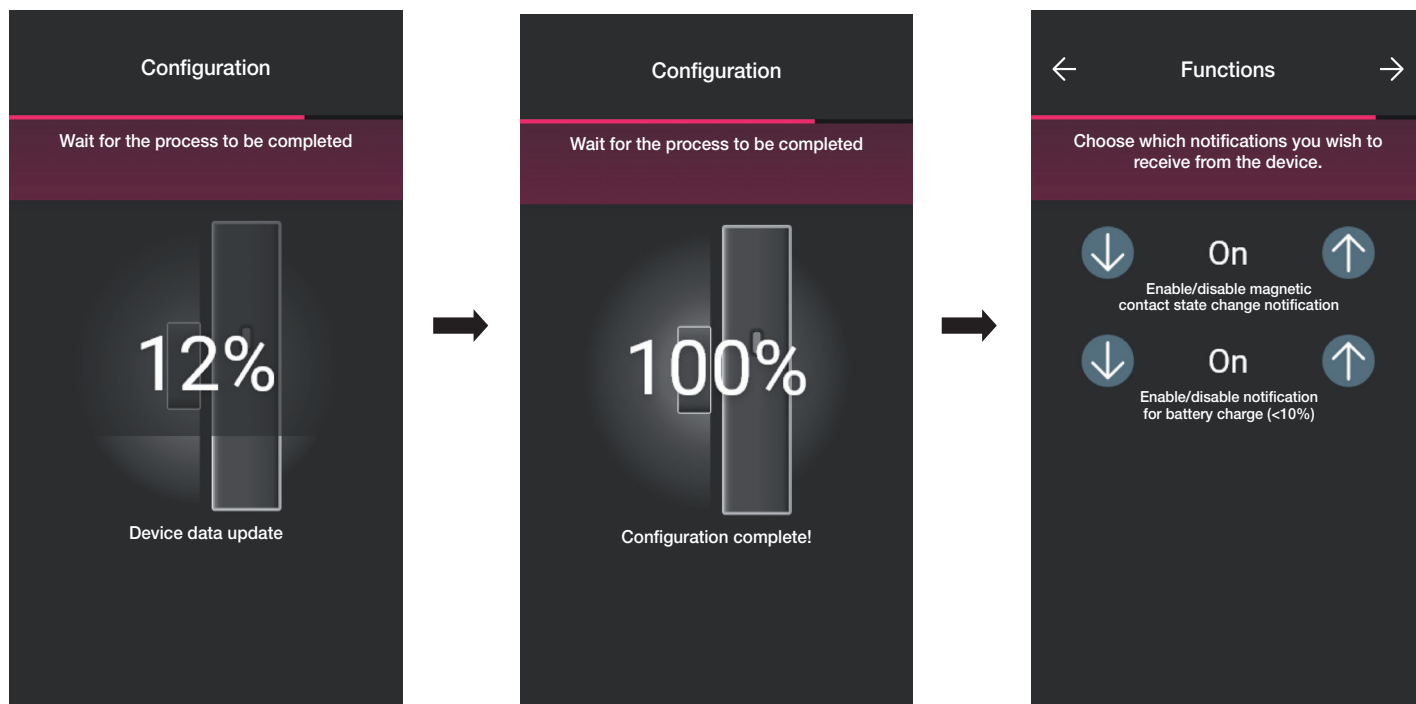 Configuration
Wait for the process to be completed
12%
Device data update
Configuration
Wait for the process to be completed
100%
Configuration complete!
Functions
Choose which notifications you wish to
receive from the device.
On
Enable/disable magnetic
contact state change notification
On
Enable/disable notification
for battery charge (<10%)